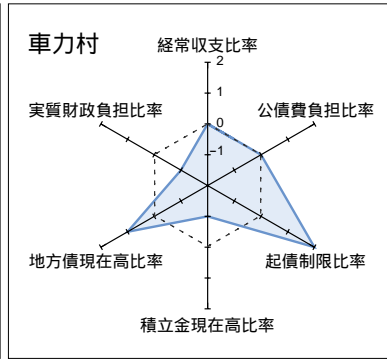 車力村
経常収支比率
2
1
0
-1
実質財政負担比率
公債費負担比率
地方債現在高比率
起債制限比率
積立金現在高比率